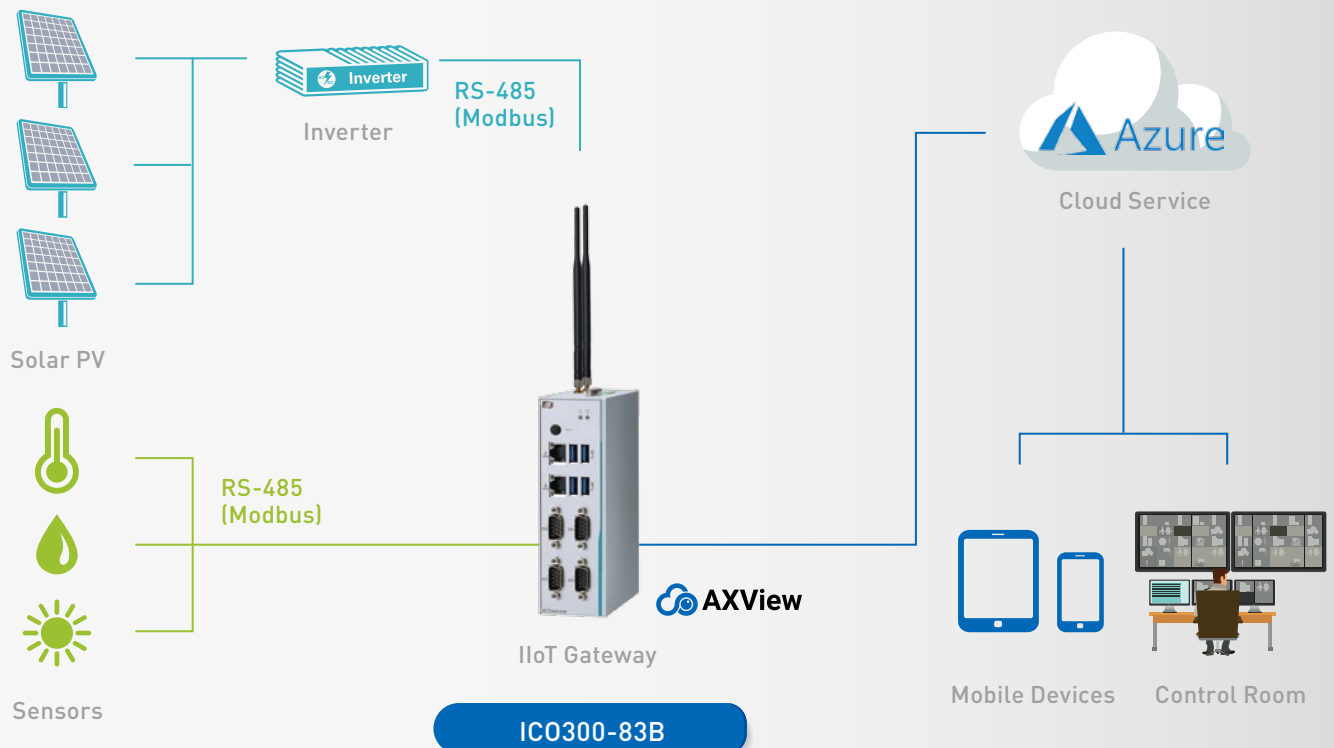 Inverter
Inverter
RS-485
(Modbus)
Azure
Cloud Service
Solar PV
RS-485
(Modbus)
AXView
IIoT Gateway
Sensors
Mobile Devices
Control Room
ICO300-83B